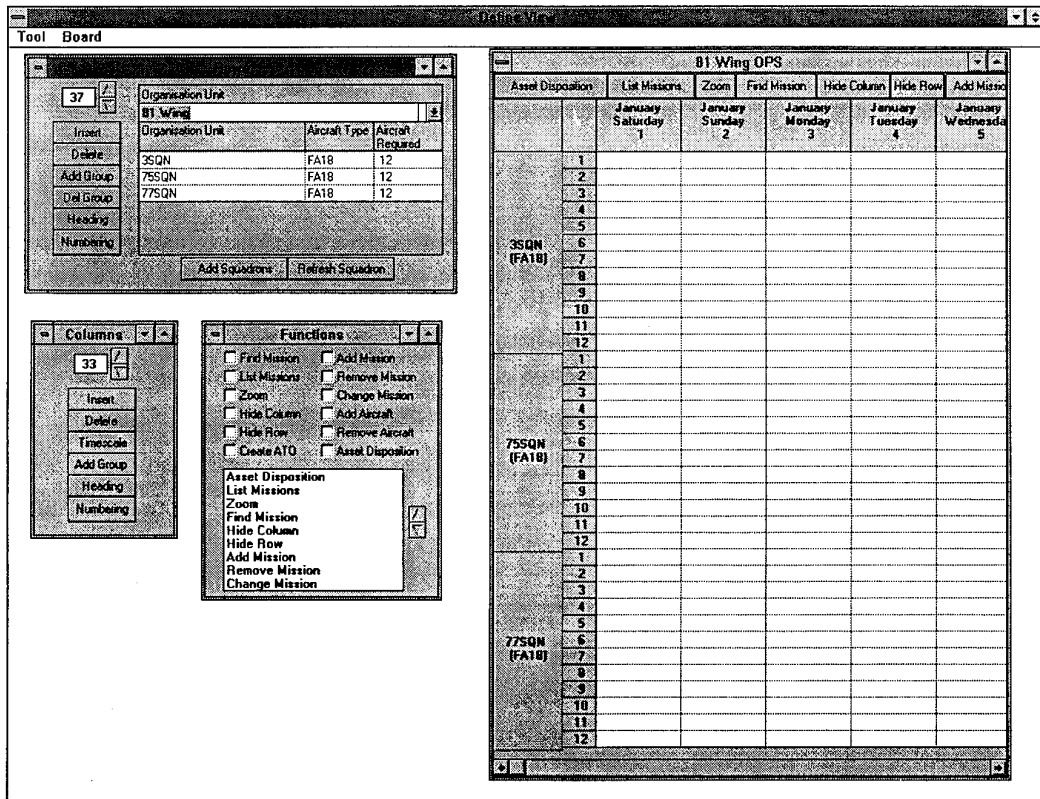 Define View
Tool Board
37
Organisation Unit
81 Wing
Organisation Unit Aircraft Type Aircraft Required
3SQN FA18 12
75SQN FA18 12
77SQN FA18 12
Insert
Delete
Add Group
Del Group
Heading
Numbering
Add Squadrons Refresh Squadron
Columns
33
Insert
Delete
Timescale
Add Group
Heading
Numbering
Functions
Find Mission Add Mission
List Missions Remove Mission
Zoom Change Mission
Hide Column Add Aircraft
Hide Row Remove Aircraft
Create ATO Asset Disposition
Asset Disposition
List Missions
Zoom
Find Mission
Hide Column
Hide Row
Add Mission
Remove Mission
Change Mission
81 Wing OPS
Asset Disposition List Missions Zoom Find Mission Hide Column Hide Row Add Missio
January January January January January
Saturday Sunday Monday Tuesday Wednesda
1 2 3 4 5
3SQN
(FA18)
1
2
3
4
5
6
7
8
9
10
11
12
75SQN
(FA18)
1
2
3
4
5
6
7
8
9
10
11
12
77SQN
(FA18)
1
2
3
4
5
6
7
8
9
10
11
12